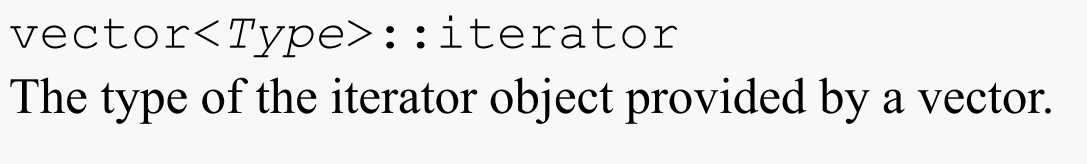 vector<Type>::iterator
The type of the iterator object provided by a vector.